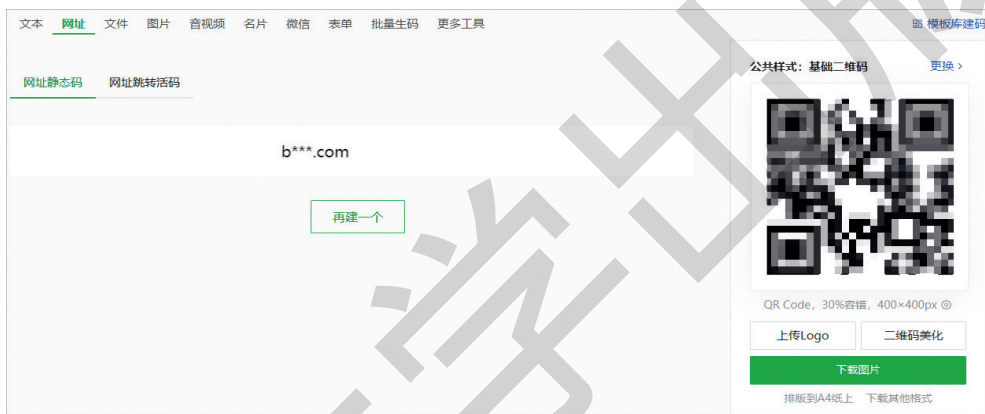 文本 网址 文件 图片 音视频 名片 微信 表单 批量生码 更多工具 模板库建码
网址静态码 网址跳转活码
b***.com
再建一个
公共样式：基础二维码 更换 >
QR Code，30%容错，400×400px
上传Logo 二维码美化
下载图片
排版到A4纸上 下载其他格式